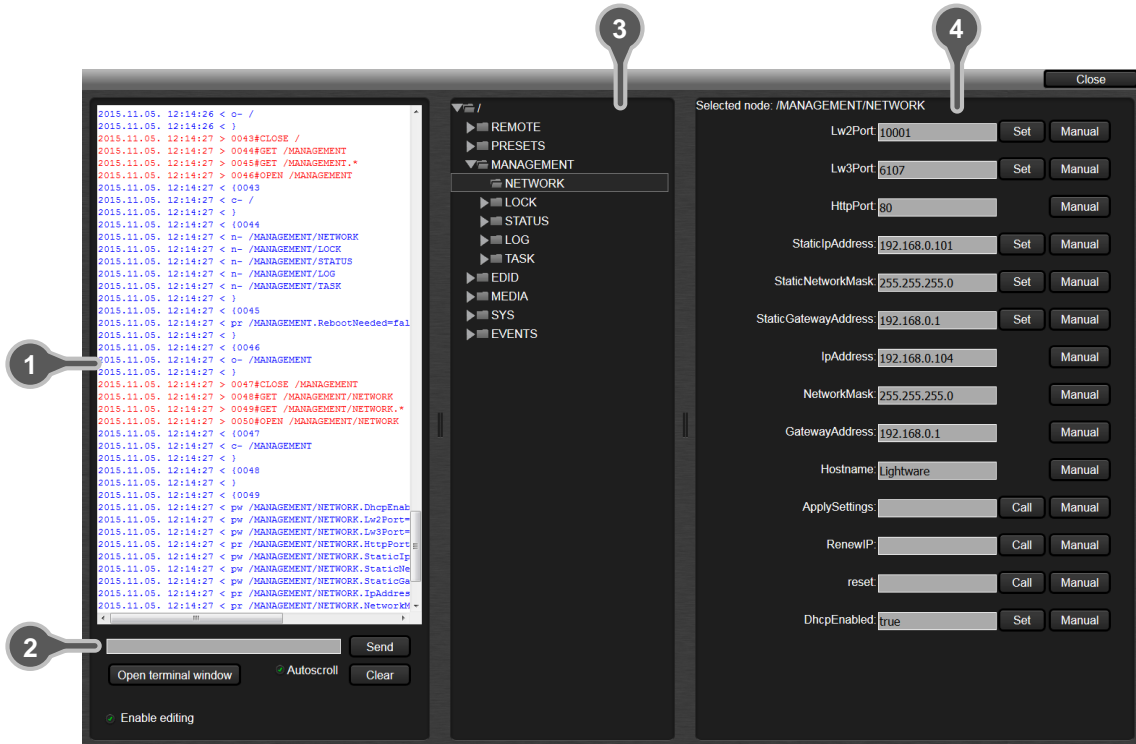 3
4
Close
2015.11.05. 12:14:26 < c- /
2015.11.05. 12:14:26 < }
2015.11.05. 12:14:27 > 0043#CLOSE /
2015.11.05. 12:14:27 > 0044#GET /MANAGEMENT
2015.11.05. 12:14:27 > 0045#GET /MANAGEMENT.*
2015.11.05. 12:14:27 > 0046#OPEN /MANAGEMENT
2015.11.05. 12:14:27 < {0043
2015.11.05. 12:14:27 < c- /
2015.11.05. 12:14:27 < }
2015.11.05. 12:14:27 < {0044
2015.11.05. 12:14:27 < n- /MANAGEMENT/NETWORK
2015.11.05. 12:14:27 < n- /MANAGEMENT/LOCK
2015.11.05. 12:14:27 < n- /MANAGEMENT/STATUS
2015.11.05. 12:14:27 < n- /MANAGEMENT/LOG
2015.11.05. 12:14:27 < n- /MANAGEMENT/TASK
2015.11.05. 12:14:27 < }
2015.11.05. 12:14:27 < {0045
2015.11.05. 12:14:27 < pr /MANAGEMENT.RebootNeeded=fal
2015.11.05. 12:14:27 < }
2015.11.05. 12:14:27 < {0046
2015.11.05. 12:14:27 < c- /MANAGEMENT
2015.11.05. 12:14:27 < }
2015.11.05. 12:14:27 > 0047#CLOSE /MANAGEMENT
2015.11.05. 12:14:27 > 0048#GET /MANAGEMENT/NETWORK
2015.11.05. 12:14:27 > 0049#GET /MANAGEMENT/NETWORK.*
2015.11.05. 12:14:27 > 0050#OPEN /MANAGEMENT/NETWORK
2015.11.05. 12:14:27 < {0047
2015.11.05. 12:14:27 < c- /MANAGEMENT
2015.11.05. 12:14:27 < }
2015.11.05. 12:14:27 < {0048
2015.11.05. 12:14:27 < }
2015.11.05. 12:14:27 < {0049
2015.11.05. 12:14:27 < pw /MANAGEMENT/NETWORK.DhcpEnab
2015.11.05. 12:14:27 < pw /MANAGEMENT/NETWORK.Lw2Port=
2015.11.05. 12:14:27 < pw /MANAGEMENT/NETWORK.Lw3Port=
2015.11.05. 12:14:27 < pr /MANAGEMENT/NETWORK.HttpPort
2015.11.05. 12:14:27 < pw /MANAGEMENT/NETWORK.StaticIp
2015.11.05. 12:14:27 < pw /MANAGEMENT/NETWORK.StaticNe
2015.11.05. 12:14:27 < pw /MANAGEMENT/NETWORK.StaticGa
2015.11.05. 12:14:27 < pr /MANAGEMENT/NETWORK.IpAddres
2015.11.05. 12:14:27 < pr /MANAGEMENT/NETWORK.NetworkM
1
2
Send
Open terminal window
Autoscroll
Clear
Enable editing
/
REMOTE
PRESETS
MANAGEMENT
NETWORK
LOCK
STATUS
LOG
TASK
EDID
MEDIA
SYS
EVENTS
Selected node: /MANAGEMENT/NETWORK
Lw2Port: 10001 Set Manual
Lw3Port: 6107 Set Manual
HttpPort: 80 Manual
StaticIpAddress: 192.168.0.101 Set Manual
StaticNetworkMask: 255.255.255.0 Set Manual
StaticGatewayAddress: 192.168.0.1 Set Manual
IpAddress: 192.168.0.104 Manual
NetworkMask: 255.255.255.0 Manual
GatewayAddress: 192.168.0.1 Manual
Hostname: Lightware Manual
ApplySettings: Call Manual
RenewIP: Call Manual
reset: Call Manual
DhcpEnabled: true Set Manual